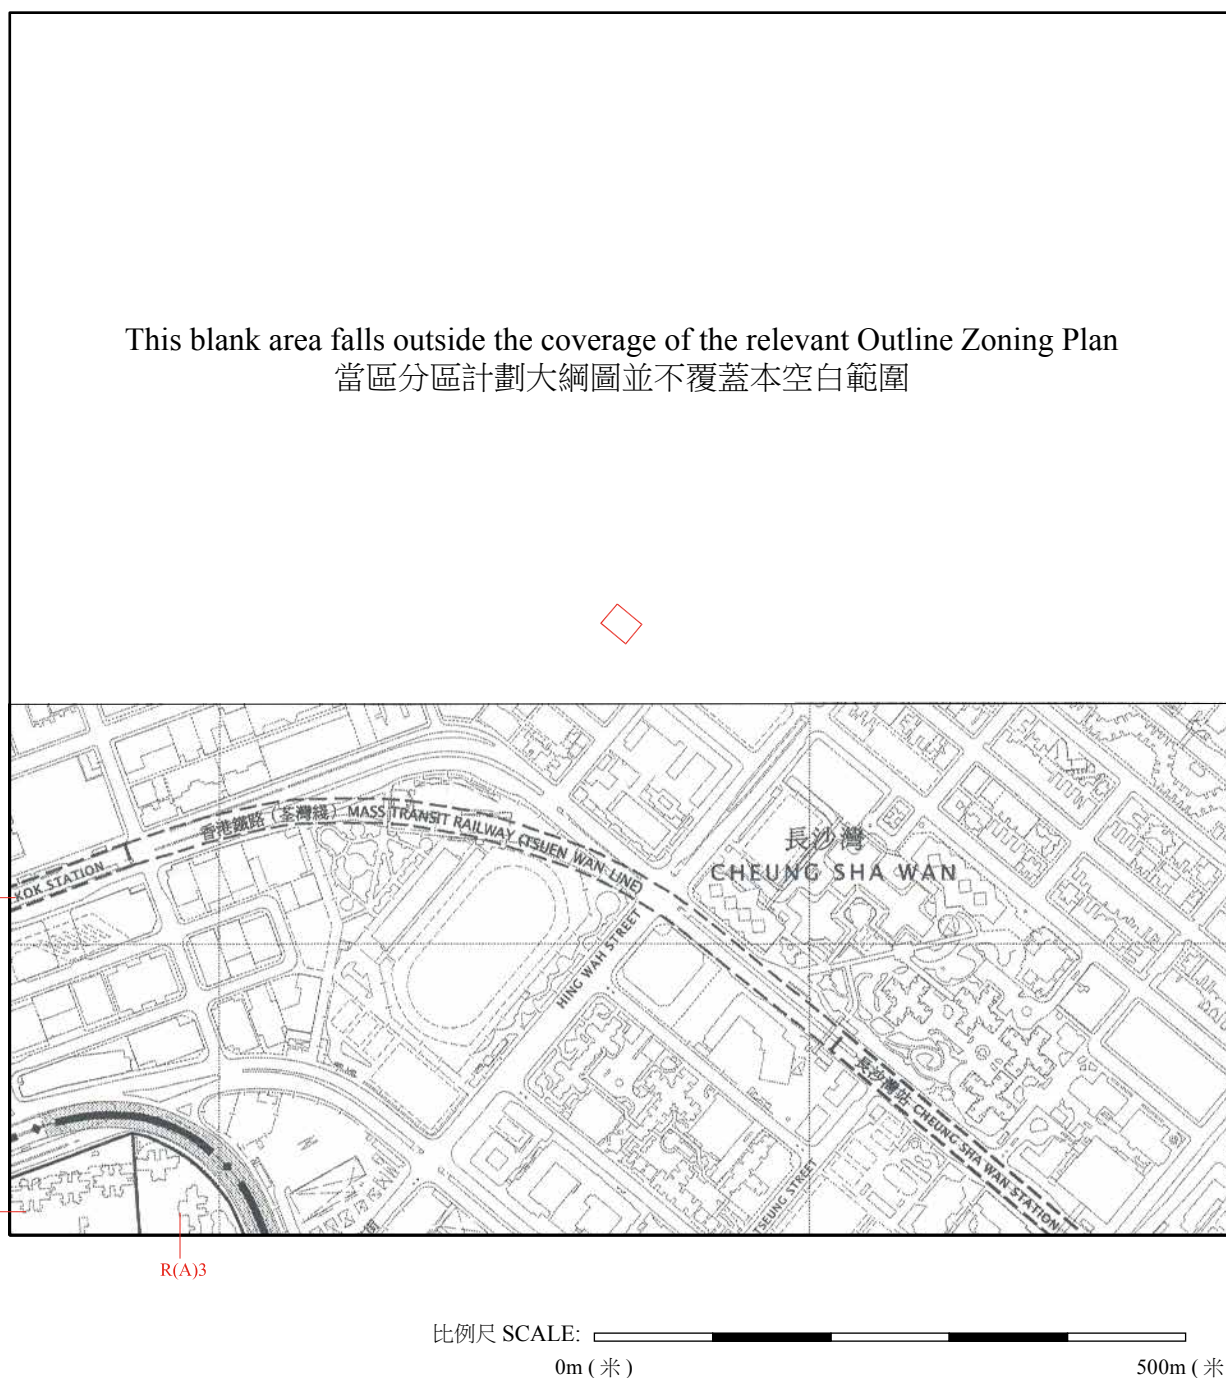 This blank area falls outside the coverage of the relevant Outline Zoning Plan
當區分區計劃大綱圖並不覆蓋本空白範圍
香港鐵路（荃灣綫） MASS TRANSIT RAILWAY (TSUEN WAN LINE)
長沙灣
CHEUNG SHA WAN
KOK STATION
HING WAH STREET
長沙灣站 CHEUNG SHA WAN STATION
TSEUNG STREET
街
R(A)3
比例尺 SCALE:
0m ( 米 )
500m ( 米